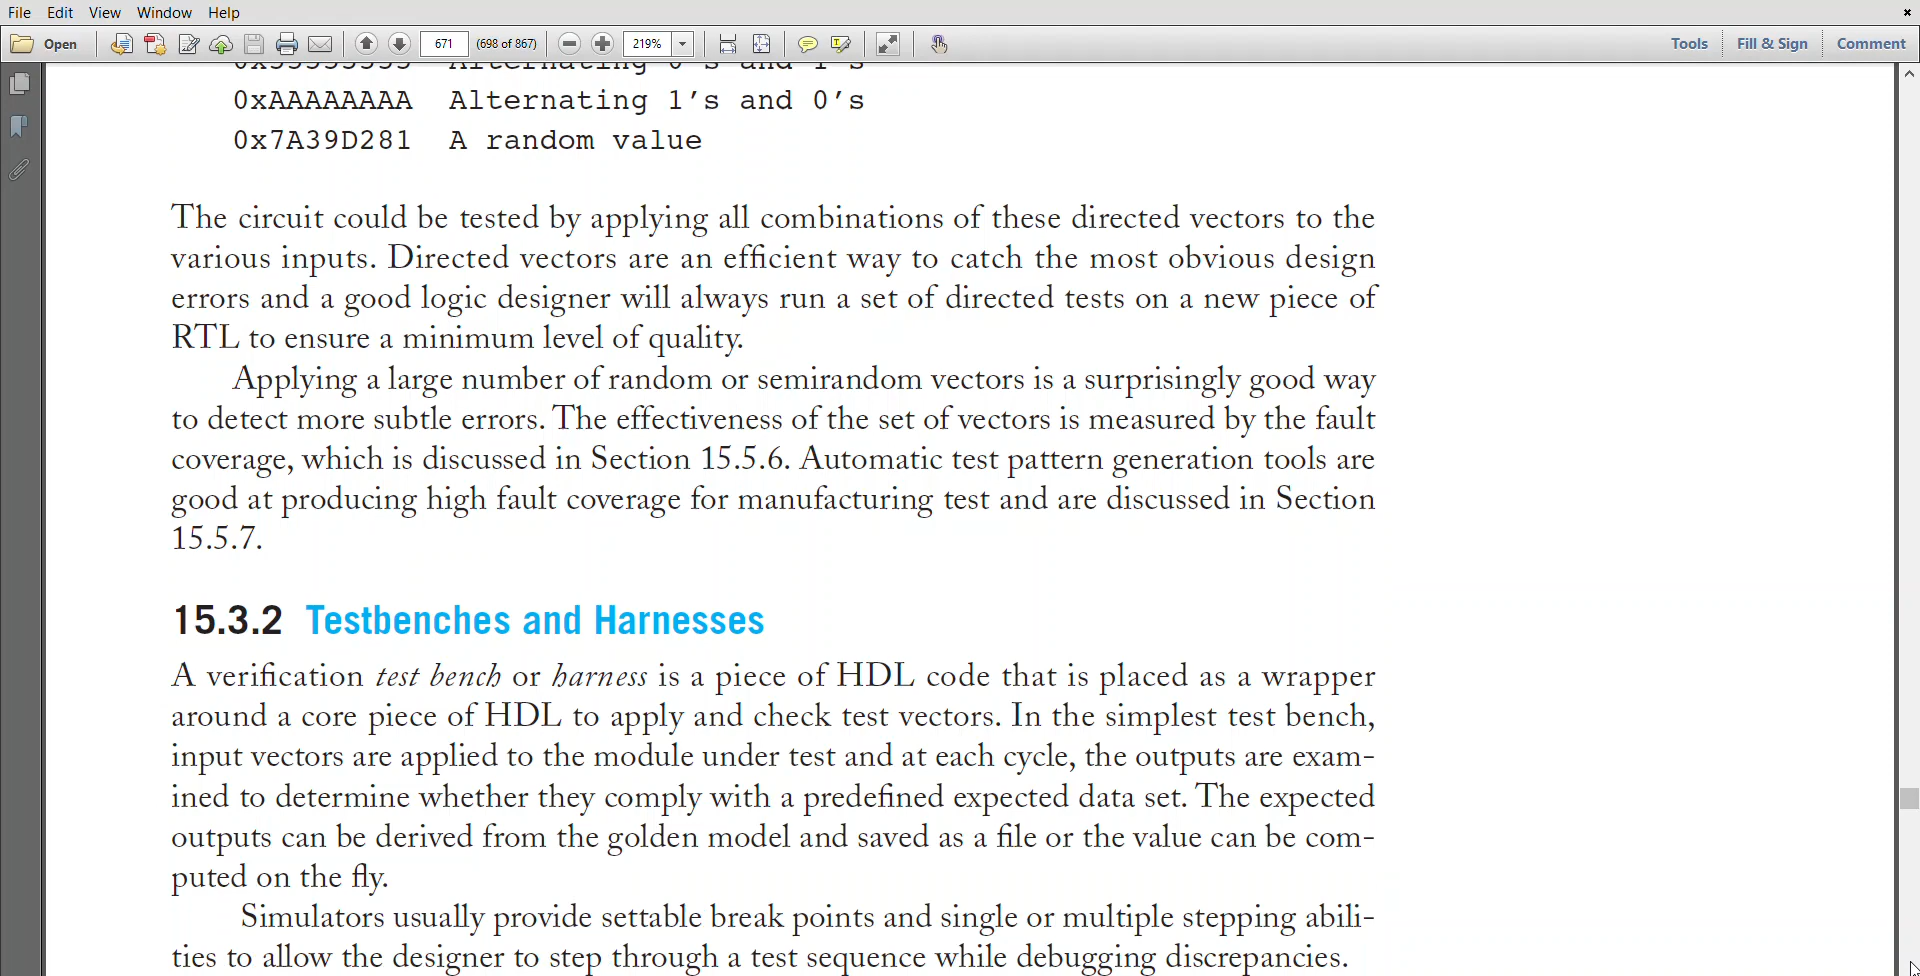 File Edit View Window Help
Open 671 (698 of 867) 219% Tools Fill & Sign Comment
0xAAAAAAAA Alternating 1's and 0's
0x7A39D281 A random value
The circuit could be tested by applying all combinations of these directed vectors to the
various inputs. Directed vectors are an efficient way to catch the most obvious design
errors and a good logic designer will always run a set of directed tests on a new piece of
RTL to ensure a minimum level of quality.
Applying a large number of random or semirandom vectors is a surprisingly good way
to detect more subtle errors. The effectiveness of the set of vectors is measured by the fault
coverage, which is discussed in Section 15.5.6. Automatic test pattern generation tools are
good at producing high fault coverage for manufacturing test and are discussed in Section
15.5.7.
15.3.2 Testbenches and Harnesses
A verification test bench or harness is a piece of HDL code that is placed as a wrapper
around a core piece of HDL to apply and check test vectors. In the simplest test bench,
input vectors are applied to the module under test and at each cycle, the outputs are exam-
ined to determine whether they comply with a predefined expected data set. The expected
outputs can be derived from the golden model and saved as a file or the value can be com-
puted on the fly.
Simulators usually provide settable break points and single or multiple stepping abili-
ties to allow the designer to step through a test sequence while debugging discrepancies.